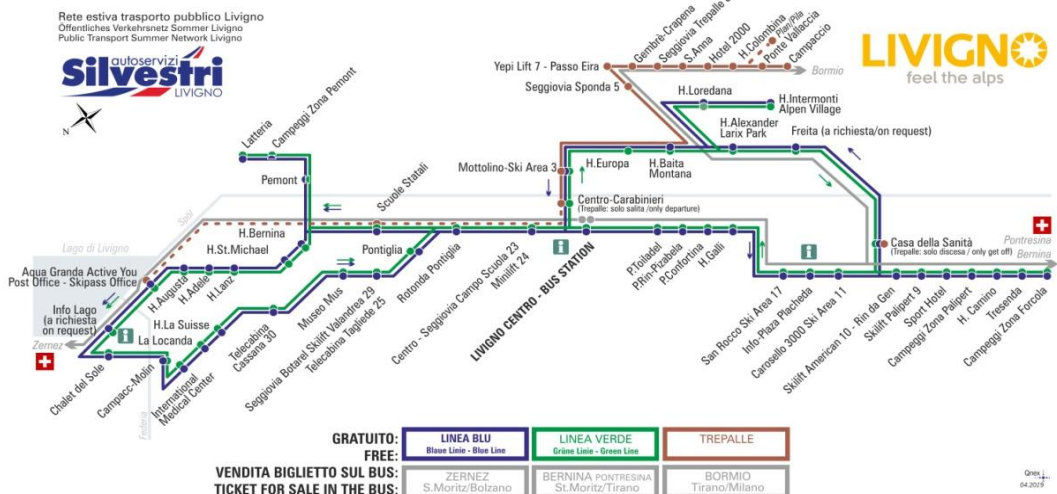 Rete estiva trasporto pubblico Livigno
Öffentliches Verkehrsnetz Sommer Livigno
Public Transport Summer Network Livigno
autoservizi
Silvestri
LIVIGNO
N
LIVIGNO
feel the alps
Yepi Lift 7 - Passo Eira
Gembrè-Crapena
Seggiovia Trepalle
S.Anna
Hotel 2000
H.Colombina
Plan/Pila
Ponte Vallaccia
Campaccio
Bormio
Seggiovia Sponda 5
H.Loredana
H.Intermonti
Alpen Village
H.Alexander
Larix Park
Freita (a richiesta/on request)
Latteria
Campeggi Zona Pemont
Pemont
Mottolino-Ski Area 3
H.Europa
H.Baita
Montana
Scuole Statali
Centro-Carabinieri
(Trepalle: solo salita /only departure)
Spöl
Lago di Livigno
H.Bernina
H.St.Michael
Pontiglia
Casa della Sanità
(Trepalle: solo discesa / only get off)
Pontresina
Bernina
Aqua Granda Active You
Post Office - Skipass Office
H.Augusta
H.Adele
H.Lanz
Info Lago
(a richiesta
on request)
Zernez
Chalet del Sole
Campacc-Molin
Federia
H.La Suisse
La Locanda
International
Medical Center
Telecabina
Cassana 30
Museo Mus
Seggiovia Botarel Skilift Valandrea 29
Telecabina Tagliede 25
Rotonda Pontiglia
Centro - Seggiovia Campo Scuola 23
Minilift 24
LIVIGNO CENTRO - BUS STATION
i
P.Toiladel
P.Rin-Pizabola
P.Comfortina
H.Galli
San Rocco Ski Area 17
Info-Plaza Placheda
Carosello 3000 Ski Area 11
Skilift American 10 - Rin da Gen
Skilift Palipert 9
Sport Hotel
Campeggi Zona Palipert
H. Camino
Tresenda
Campeggi Zona Forcola
GRATUITO:
FREE:
LINEA BLU
Blaue Linie - Blue Line
LINEA VERDE
Grüne Linie - Green Line
TREPALLE
VENDITA BIGLIETTO SUL BUS:
TICKET FOR SALE IN THE BUS:
ZERNEZ
S.Moritz/Bolzano
BERNINA PONTRESINA
St.Moritz/Tirano
BORMIO
Tirano/Milano
Qnex
04.2019